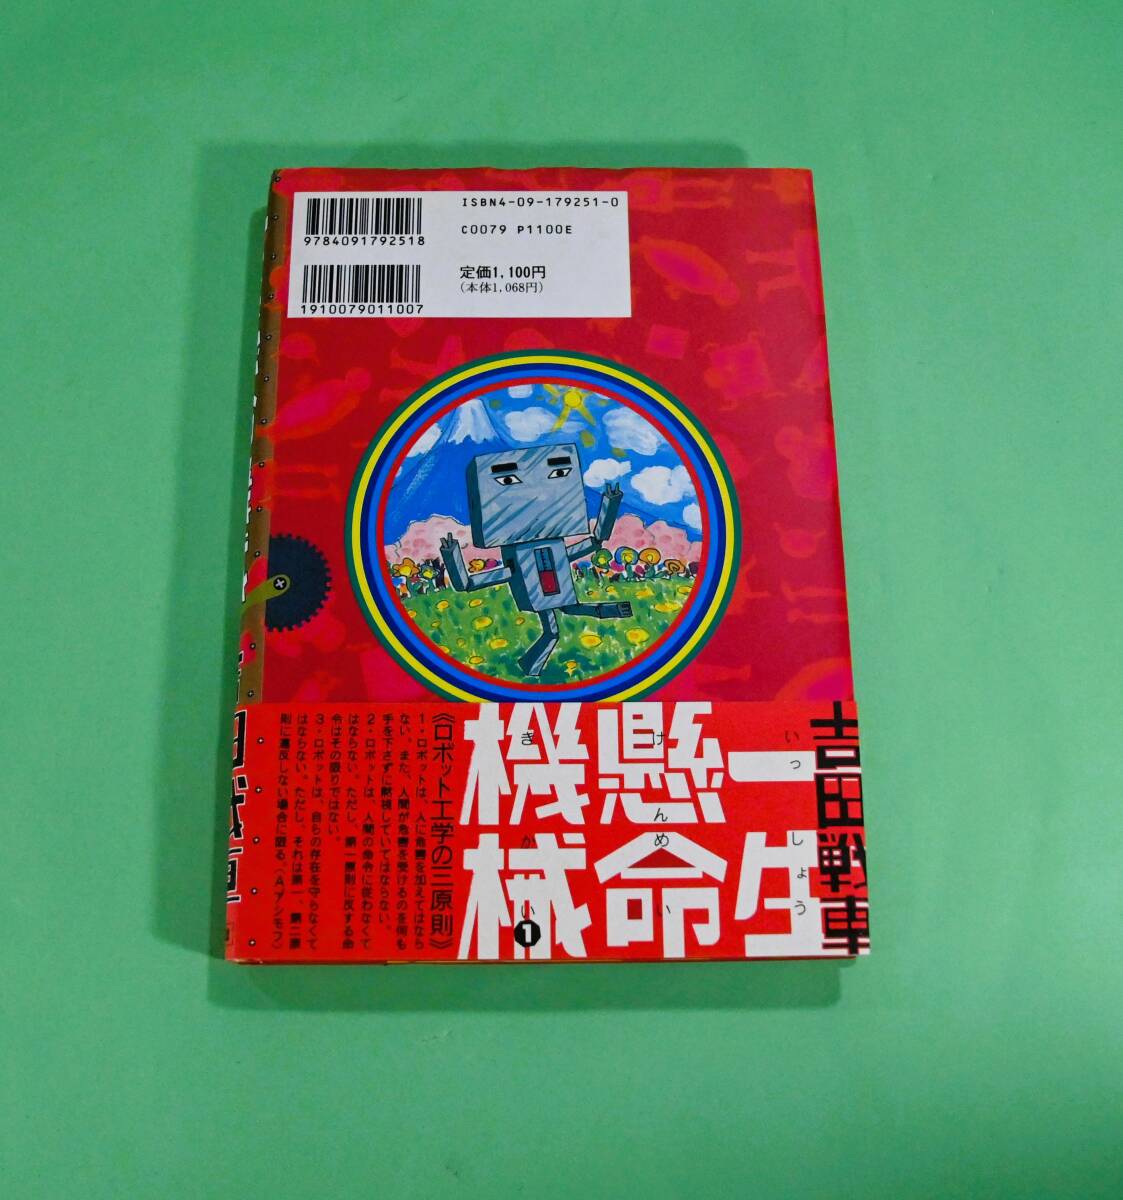 ISBN4-09-179251-0
C0079 P1100E
9784091792518
定価1,100円
(本体1,068円)
1910079011007
吉田戦車
いっしょう
一生
けんめい
懸命
きかい
機械
1
《ロボット工学の三原則》
1・ロボットは、人に危害を加えてはなら
ない。また、人間が危害を受けるのを何も
手を下さずに黙視していてはならない。
2・ロボットは、人間の命令に従わなくて
はならない。ただし、第一原則に反する命
令はその限りではない。
3・ロボットは、自らの存在を守らなくて
はならない。ただし、それは第一、第二原
則に違反しない場合に限る。(A・アシモフ)